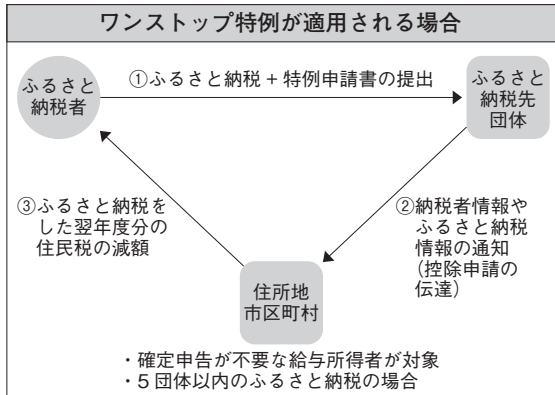 ワンストップ特例が適用される場合
ふるさと
納税者
①ふるさと納税+特例申請書の提出
ふるさと
納税先
団体
③ふるさと納税を
した翌年度分の
住民税の減額
②納税者情報や
ふるさと納税
情報の通知
(控除申請の
伝達)
住所地
市区町村
・確定申告が不要な給与所得者が対象
・5団体以内のふるさと納税の場合